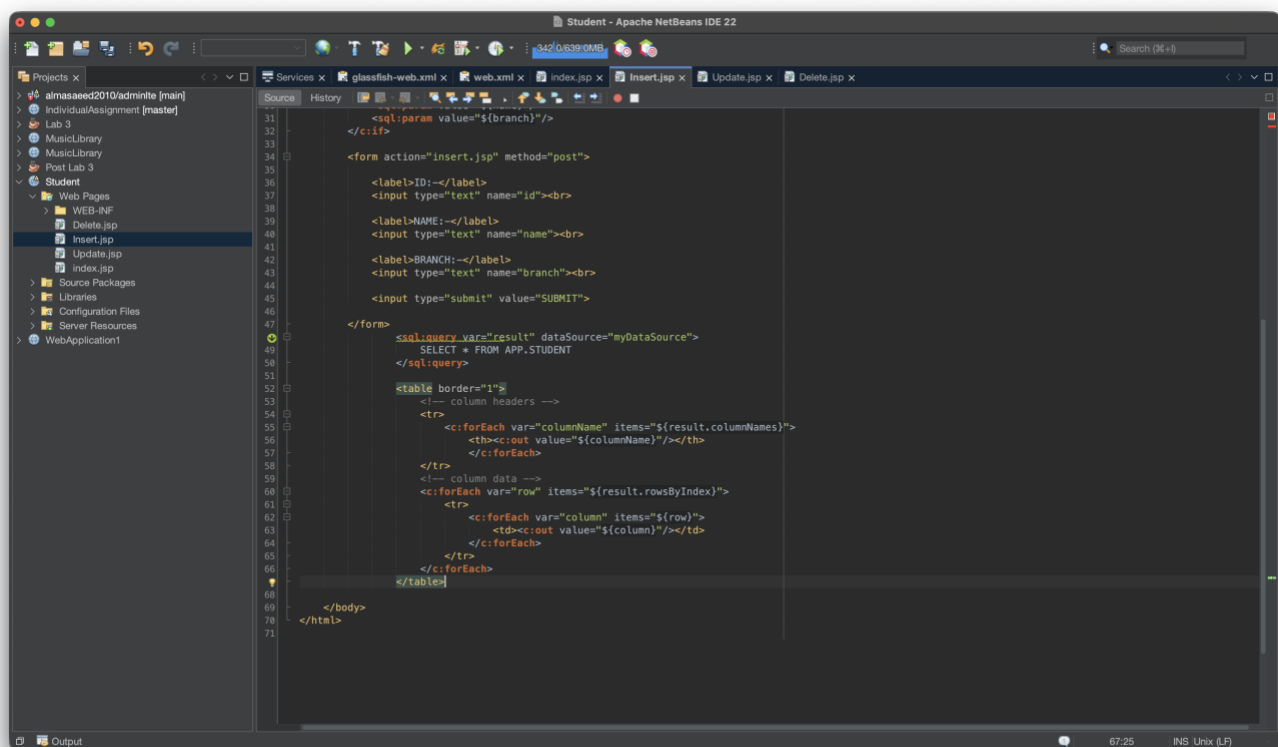 Student - Apache NetBeans IDE 22
342.0/639.0MB
Search (⌘+I)
Projects
almasaeed2010/adminlte [main]
IndividualAssignment [master]
Lab 3
MusicLibrary
MusicLibrary
Post Lab 3
Student
Web Pages
WEB-INF
Delete.jsp
Insert.jsp
Update.jsp
index.jsp
Source Packages
Libraries
Configuration Files
Server Resources
WebApplication1
Services glassfish-web.xml web.xml index.jsp Insert.jsp Update.jsp Delete.jsp
Source History
31 <sql:param value="${branch}"/>
32 </c:if>
33
34 <form action="insert.jsp" method="post">
35
36 <label>ID:-</label>
37 <input type="text" name="id"><br>
38
39 <label>NAME:-</label>
40 <input type="text" name="name"><br>
41
42 <label>BRANCH:-</label>
43 <input type="text" name="branch"><br>
44
45 <input type="submit" value="SUBMIT">
46
47 </form>
<sql:query var="result" dataSource="myDataSource">
49 SELECT * FROM APP.STUDENT
50 </sql:query>
51
52 <table border="1">
53 <!-- column headers -->
54 <tr>
55 <c:forEach var="columnName" items="${result.columnNames}">
56 <th><c:out value="${columnName}"/></th>
57 </c:forEach>
58 </tr>
59 <!-- column data -->
60 <c:forEach var="row" items="${result.rowsByIndex}">
61 <tr>
62 <c:forEach var="column" items="${row}">
63 <td><c:out value="${column}"/></td>
64 </c:forEach>
65 </tr>
66 </c:forEach>
</table>
68
69 </body>
70 </html>
71
Output
67:25 INS Unix (LF)